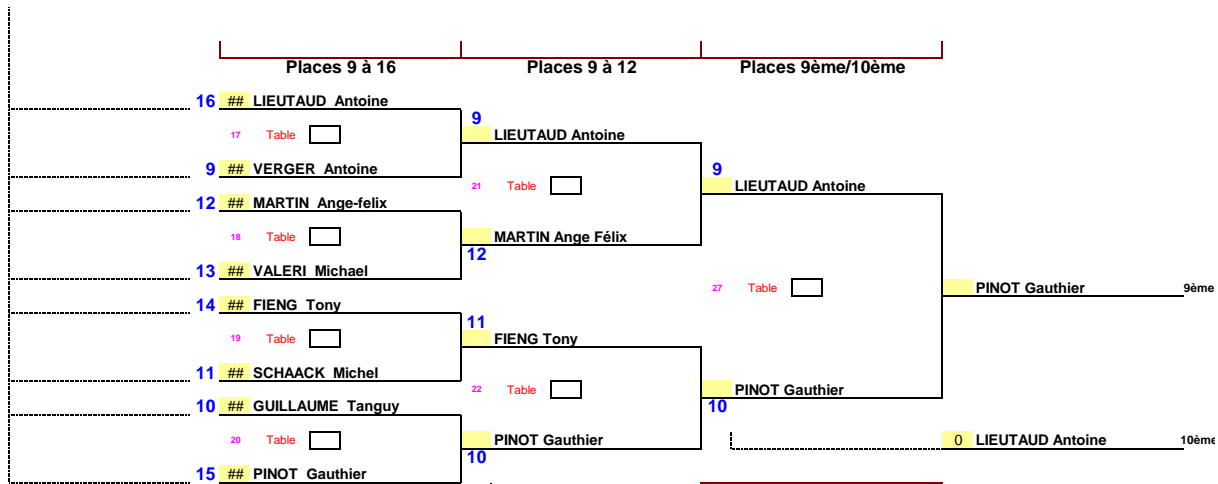 Places 9 à 16 Places 9 à 12 Places 9ème/10ème
16 ## LIEUTAUD Antoine
9
17 Table LIEUTAUD Antoine
9 ## VERGER Antoine 9
21 Table LIEUTAUD Antoine
12 ## MARTIN Ange-felix
18 Table MARTIN Ange Félix
12
13 ## VALERI Michael
27 Table PINOT Gauthier 9ème
14 ## FIENG Tony
11
19 Table FIENG Tony
11 ## SCHAACK Michel
22 Table PINOT Gauthier
10 ## GUILLAUME Tanguy 10
20 Table PINOT Gauthier 0 LIEUTAUD Antoine 10ème
10
15 ## PINOT Gauthier